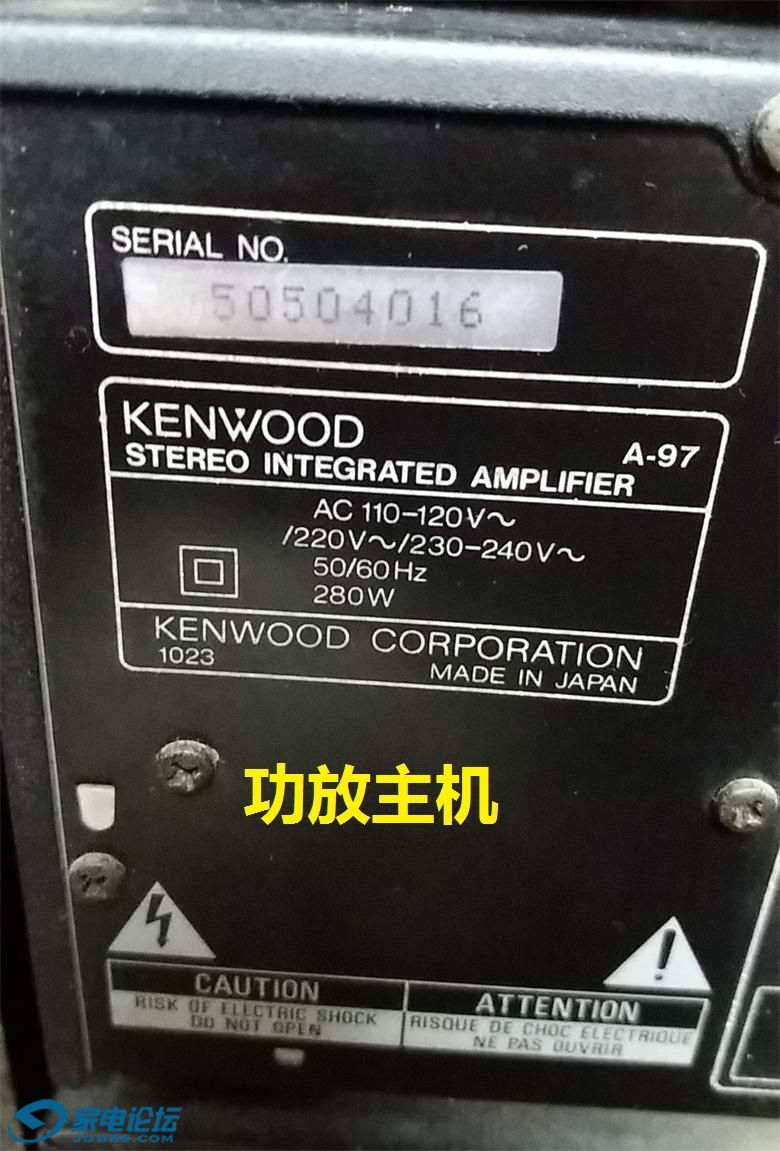 SERIAL NO.
50504016
KENWOOD
A-97
STEREO INTEGRATED AMPLIFIER
AC 110-120V~
/220V~/230-240V~
50/60Hz
280W
KENWOOD CORPORATION
1023
MADE IN JAPAN
功放主机
CAUTION
RISK OF ELECTRIC SHOCK
DO NOT OPEN
ATTENTION
RISQUE DE CHOC ELECTRIQUE
NE PAS OUVRIR
家电论坛
JDBBS.COM